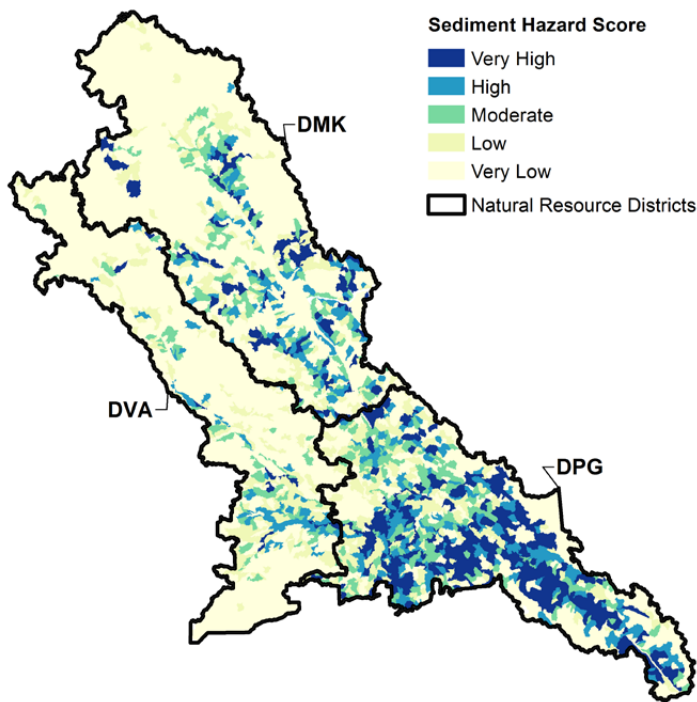 Sediment Hazard Score
Very High
High
Moderate
Low
Very Low
Natural Resource Districts
DMK
DVA
DPG